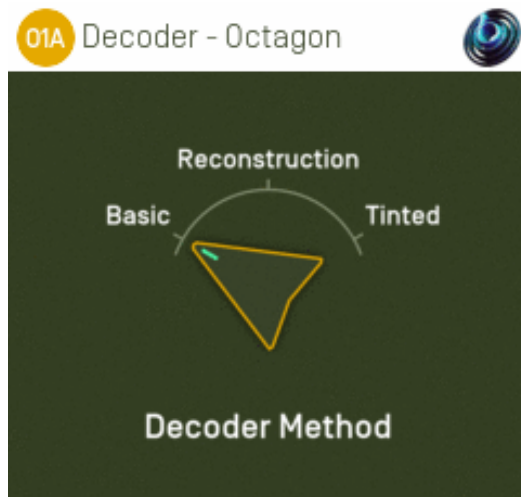 01A Decoder - Octagon
Reconstruction
Basic
Tinted
Decoder Method